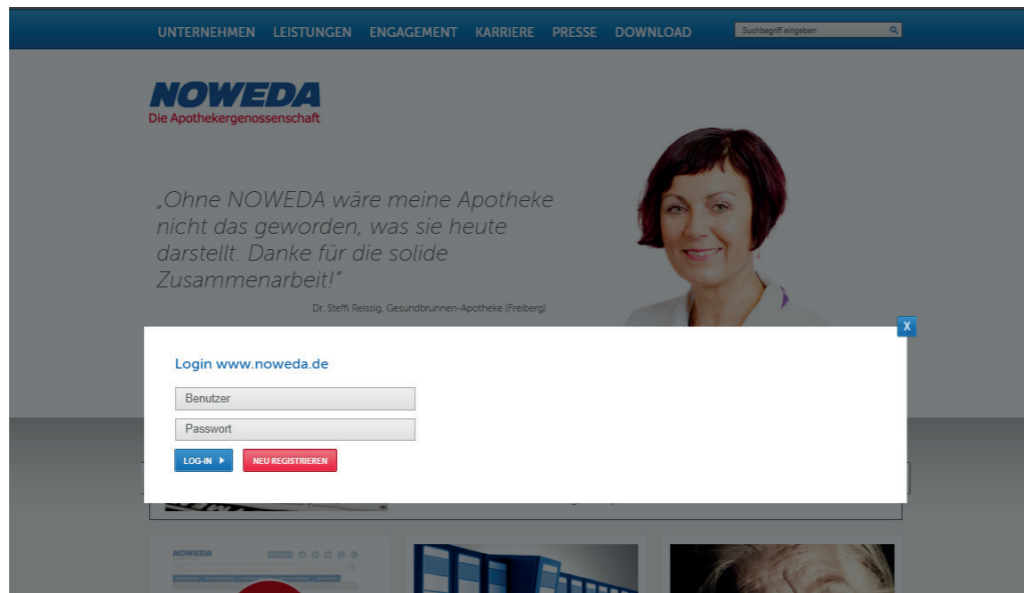 UNTERNEHMEN LEISTUNGEN ENGAGEMENT KARRIERE PRESSE DOWNLOAD Suchbegriff eingeben
NOWEDA
Die Apothekergenossenschaft
„Ohne NOWEDA wäre meine Apotheke
nicht das geworden, was sie heute
darstellt. Danke für die solide
Zusammenarbeit!“
Dr. Steffi Reissig, Gesundbrunnen-Apotheke (Freiberg)
X
Login www.noweda.de
Benutzer
Passwort
LOG-IN NEU REGISTRIEREN
NOWEDA